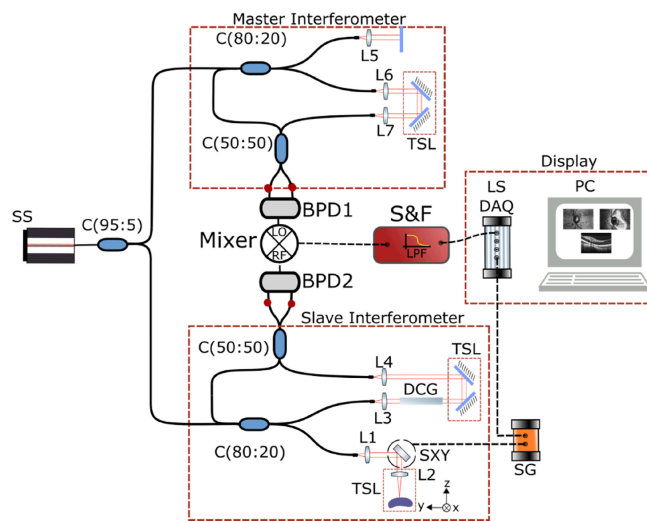 Master Interferometer
C(80:20)
L5
L6
L7
TSL
C(50:50)
BPD1
SS
C(95:5)
Mixer
LO
RF
S&F
LPF
Display
LS
DAQ
PC
BPD2
Slave Interferometer
C(50:50)
L4
TSL
DCG
L3
C(80:20)
L1
SXY
L2
TSL
SG
z
y
x